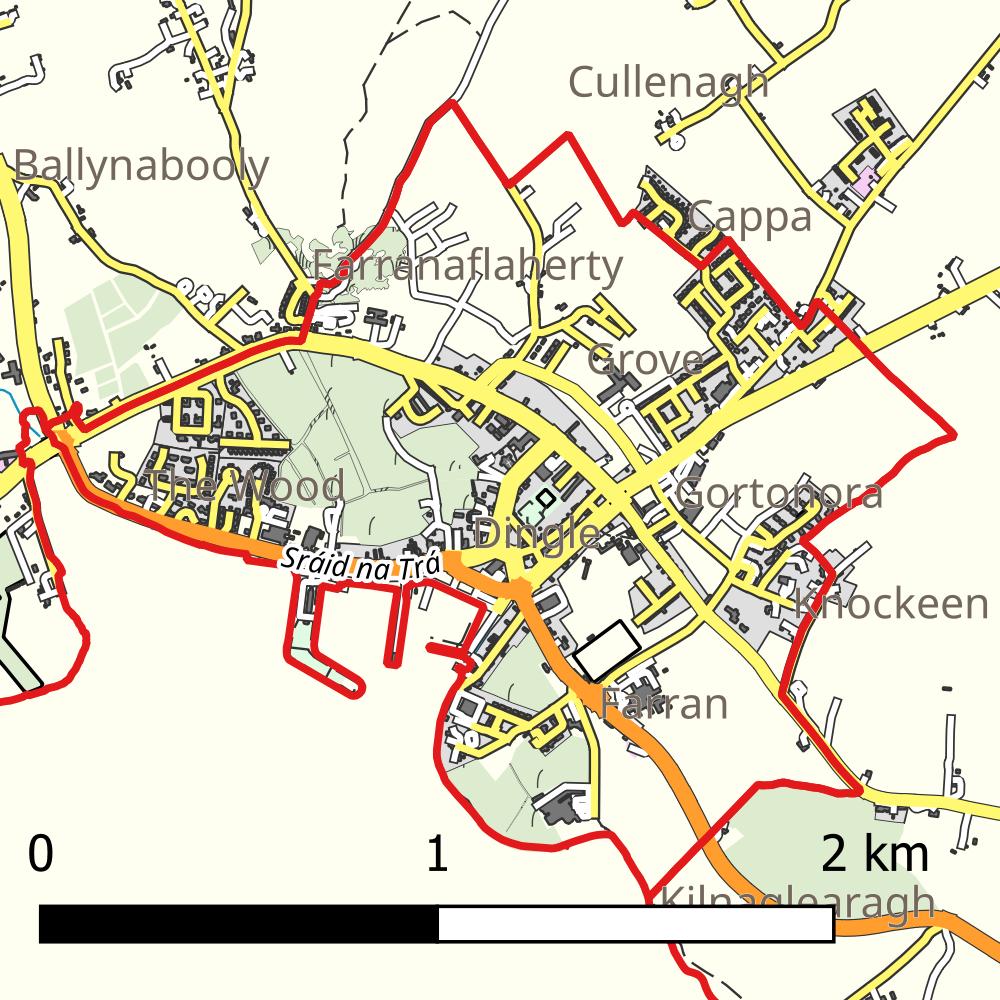 Cullenagh
Ballynabooly
Cappa
Farranaflaherty
Grove
The Wood
Gortonora
Dingle
Sráid na Trá
Knockeen
Farran
0 1 2 km
Kilnaglearagh